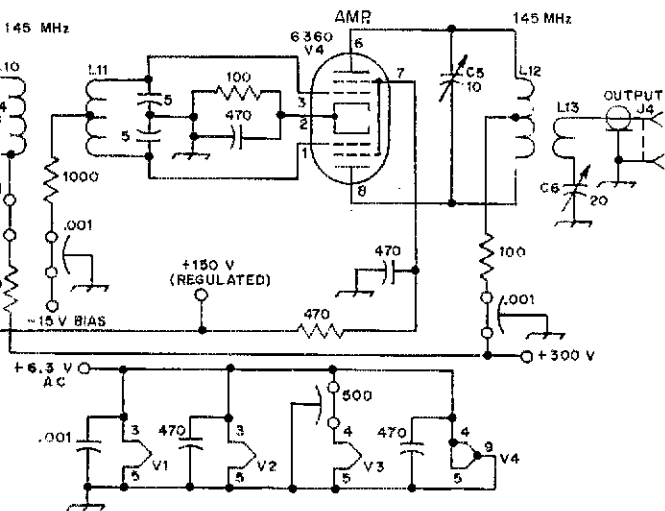 145 MHz
AMP.
145 MHz
6360
V4
6
L10
L11
100
7
C5
10
L12
OUTPUT
J4
L13
3
5
2
470
5
1
1000
8
C6
20
.001
+150 V
(REGULATED)
470
100
-15 V BIAS
470
.001
+300 V
+6.3 V
AC
500
.001
3
470
3
4
470
4
9
V1
V2
V3
V4
5
5
5
5